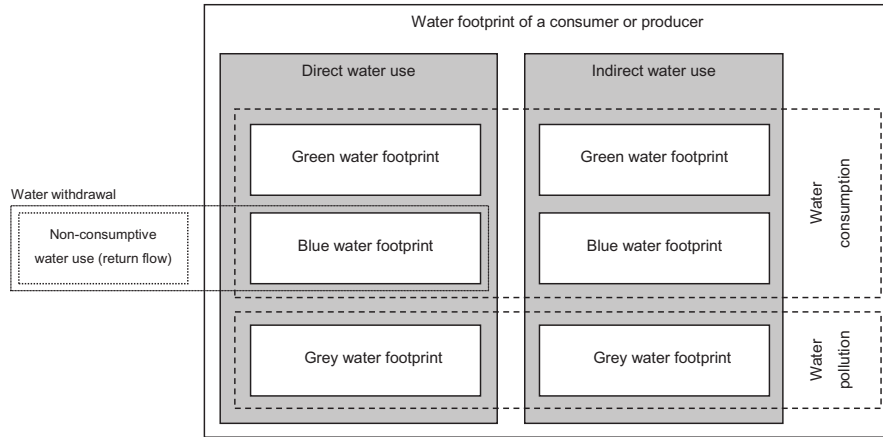 Water footprint of a consumer or producer
Direct water use
Indirect water use
Green water footprint
Green water footprint
Water
consumption
Water withdrawal
Non-consumptive
water use (return flow)
Blue water footprint
Blue water footprint
Grey water footprint
Grey water footprint
Water
pollution